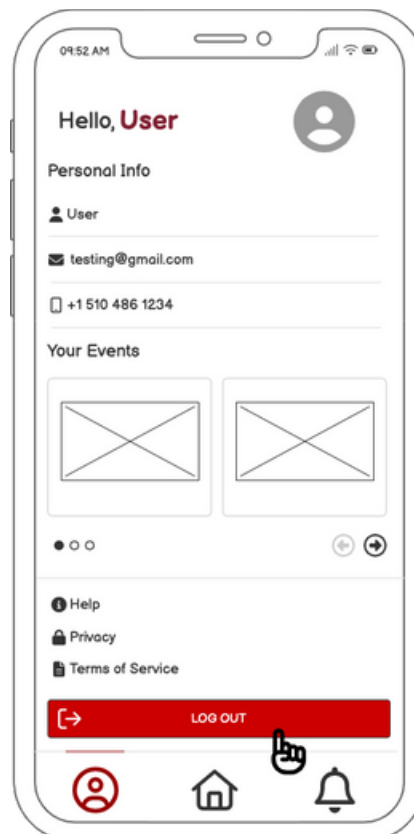 09:52 AM
Hello, User
Personal Info
User
testing@gmail.com
+1 510 486 1234
Your Events
Help
Privacy
Terms of Service
LOG OUT